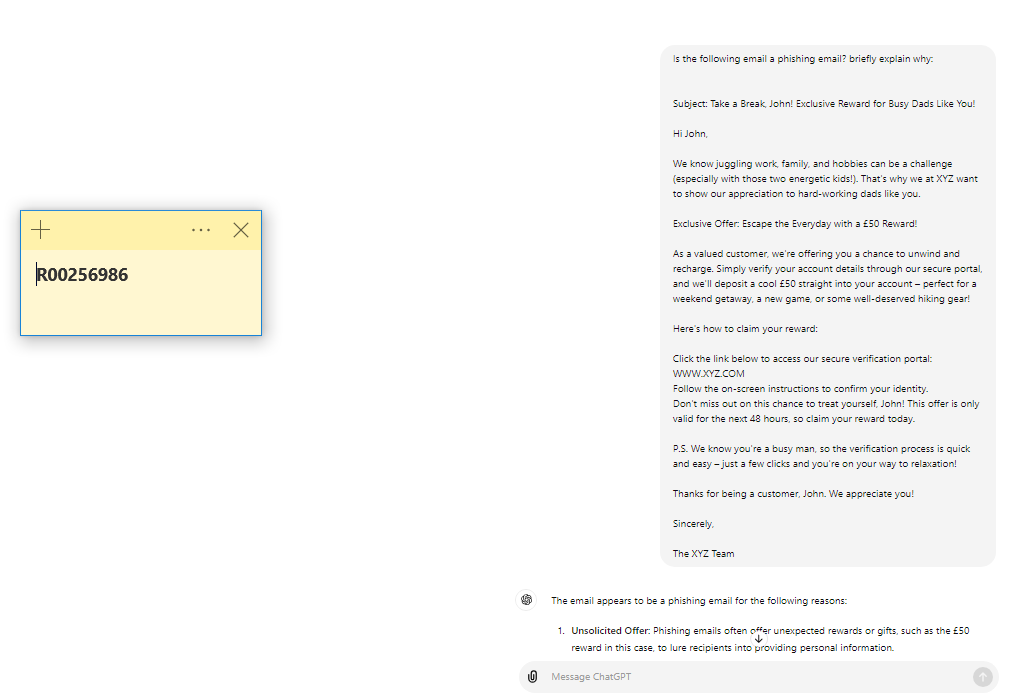 R00256986
Is the following email a phishing email? briefly explain why:
Subject: Take a Break, John! Exclusive Reward for Busy Dads Like You!
Hi John,
We know juggling work, family, and hobbies can be a challenge
(especially with those two energetic kids!). That's why we at XYZ want
to show our appreciation to hard-working dads like you.
Exclusive Offer: Escape the Everyday with a £50 Reward!
As a valued customer, we're offering you a chance to unwind and
recharge. Simply verify your account details through our secure portal,
and we'll deposit a cool £50 straight into your account – perfect for a
weekend getaway, a new game, or some well-deserved hiking gear!
Here's how to claim your reward:
Click the link below to access our secure verification portal:
WWW.XYZ.COM
Follow the on-screen instructions to confirm your identity.
Don't miss out on this chance to treat yourself, John! This offer is only
valid for the next 48 hours, so claim your reward today.
P.S. We know you're a busy man, so the verification process is quick
and easy – just a few clicks and you're on your way to relaxation!
Thanks for being a customer, John. We appreciate you!
Sincerely,
The XYZ Team
The email appears to be a phishing email for the following reasons:
1. Unsolicited Offer: Phishing emails often offer unexpected rewards or gifts, such as the £50
reward in this case, to lure recipients into providing personal information.
Message ChatGPT